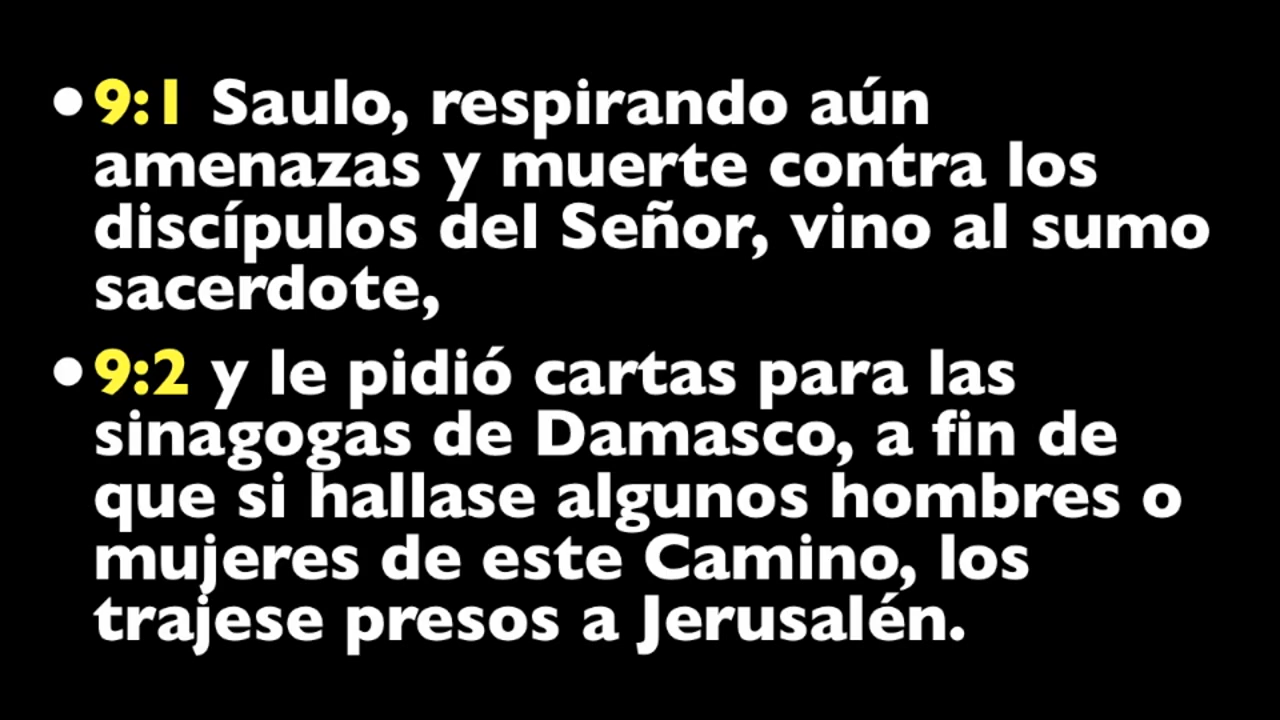 •9:1 Saulo, respirando aún
amenazas y muerte contra los
discípulos del Señor, vino al sumo
sacerdote,
•9:2 y le pidió cartas para las
sinagogas de Damasco, a fin de
que si hallase algunos hombres o
mujeres de este Camino, los
trajese presos a Jerusalén.